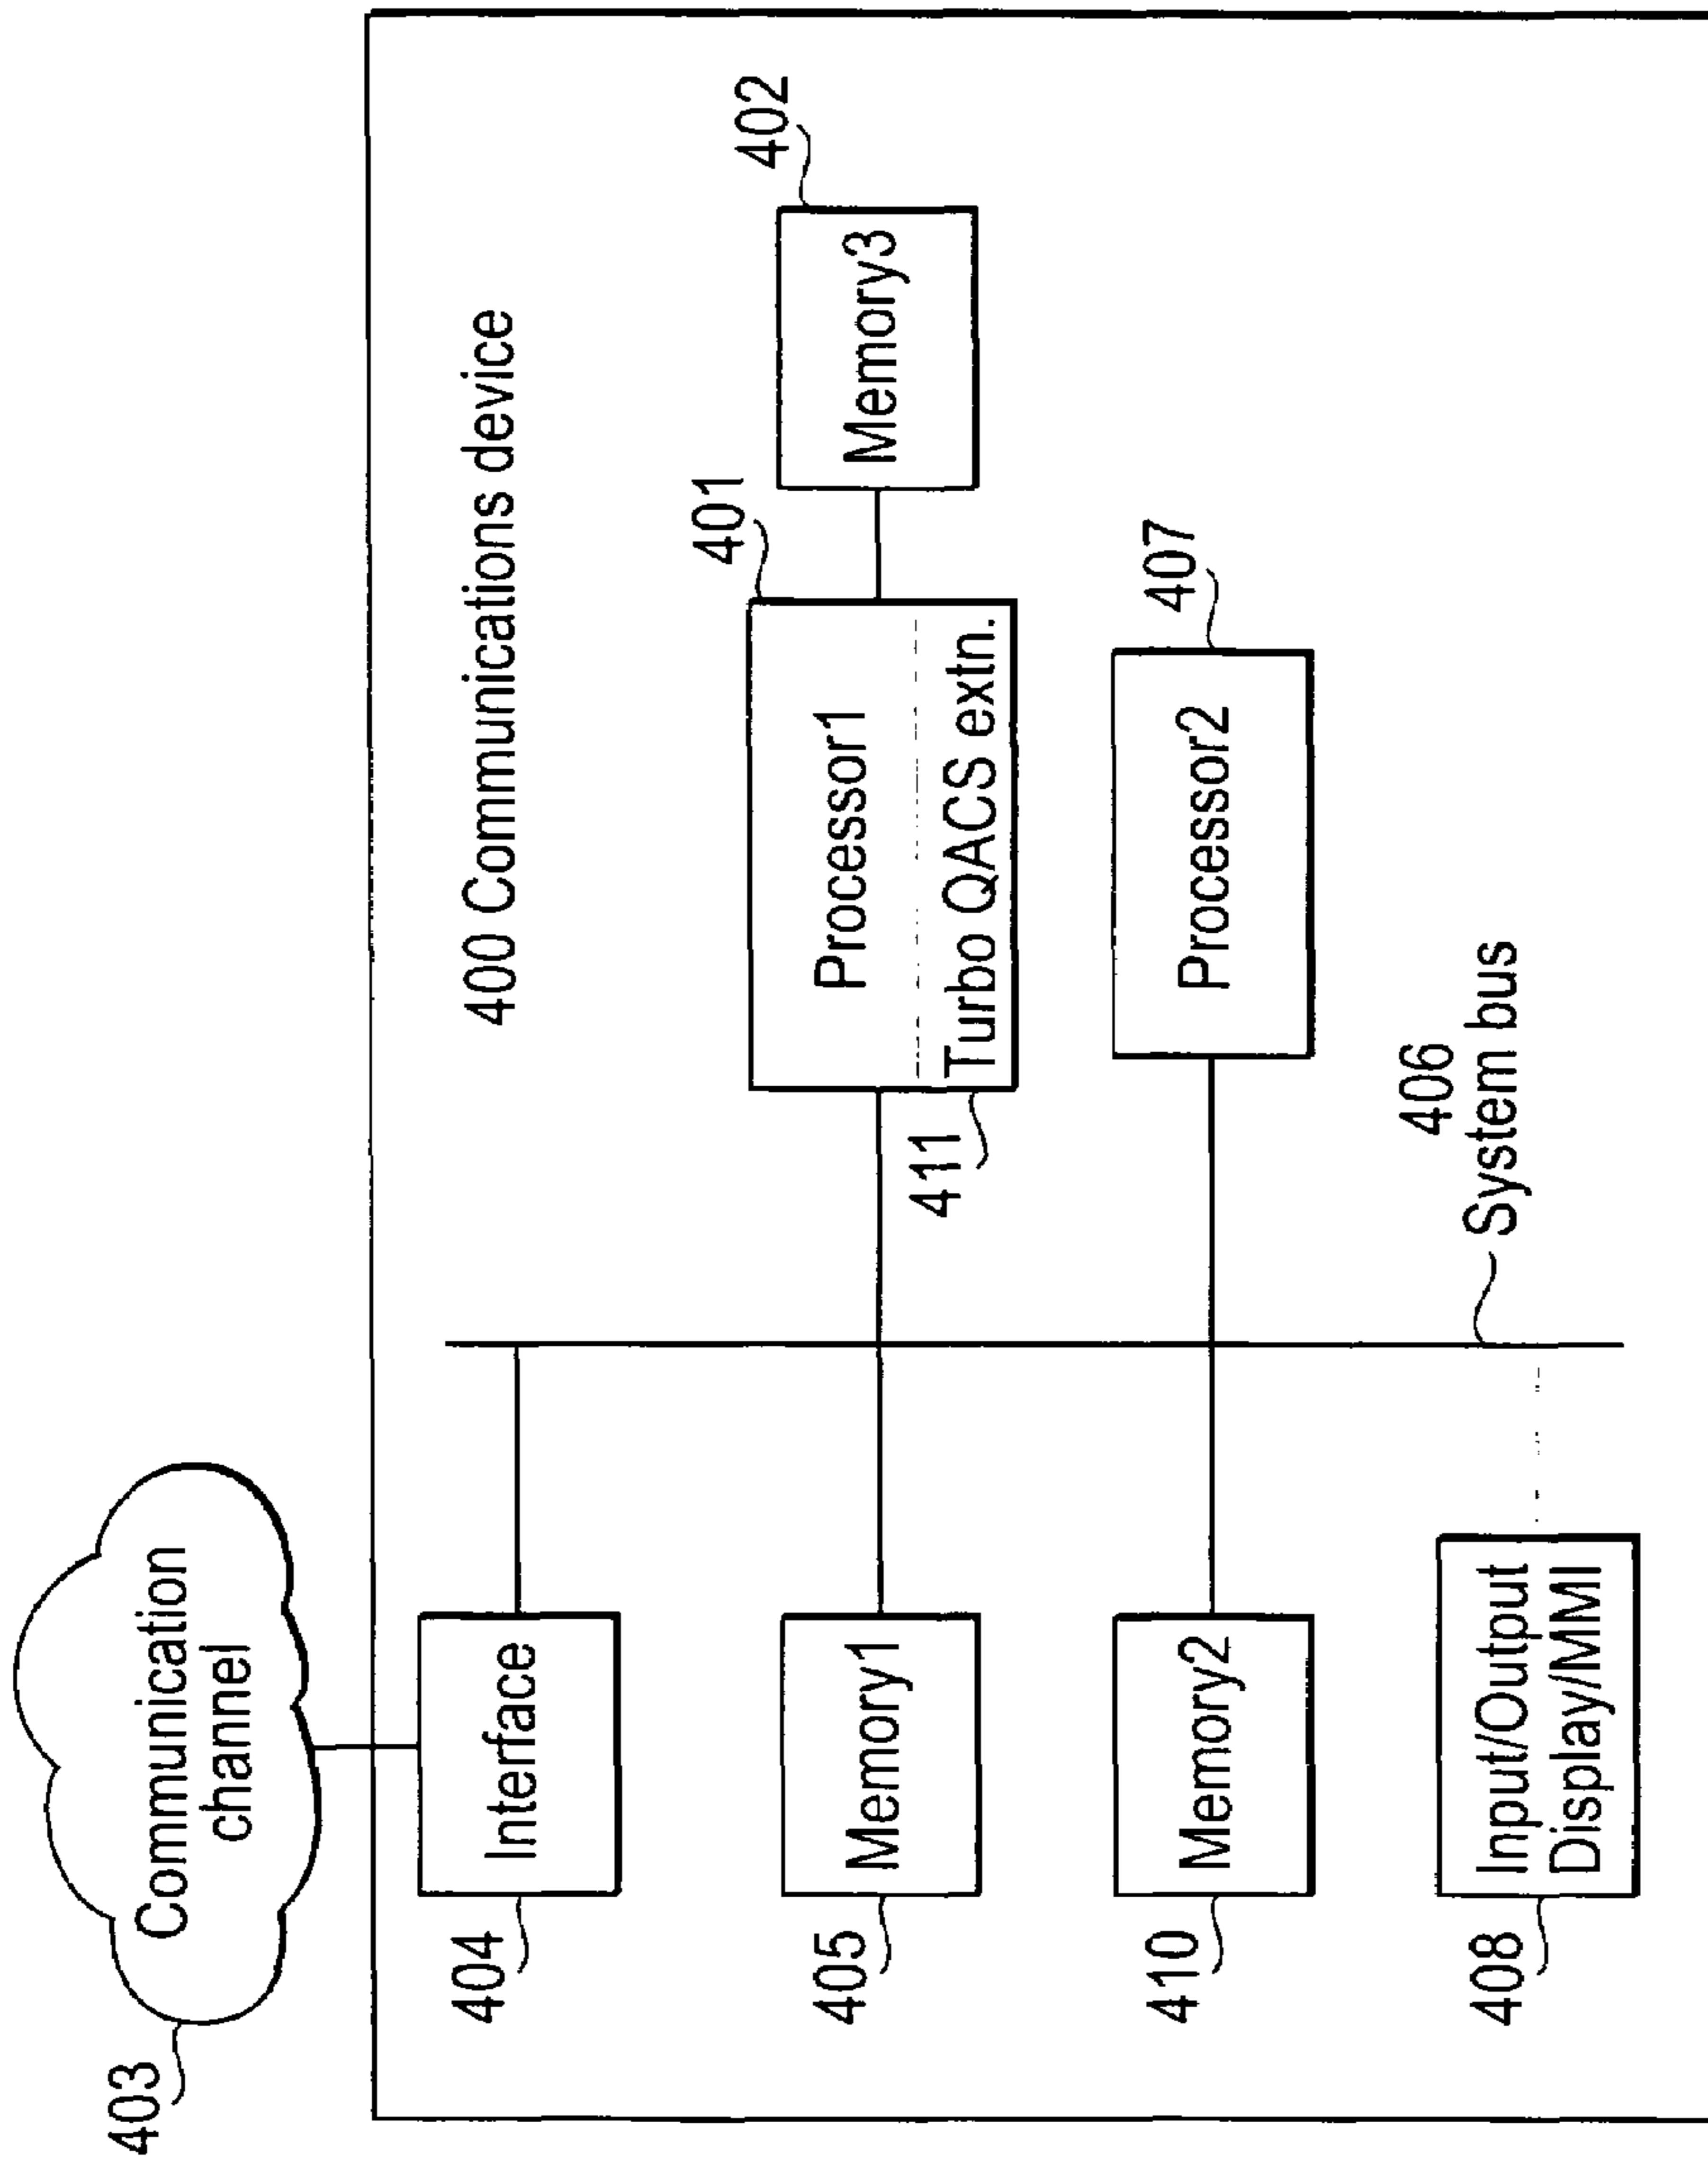 403
Communication
channel
400 Communications device
404
Interface
401
402
Processor1
Memory3
405
Memory1
411
Turbo QACS extn.
407
410
Memory2
Processor2
406
System bus
408
Input/Output
Display/MMI